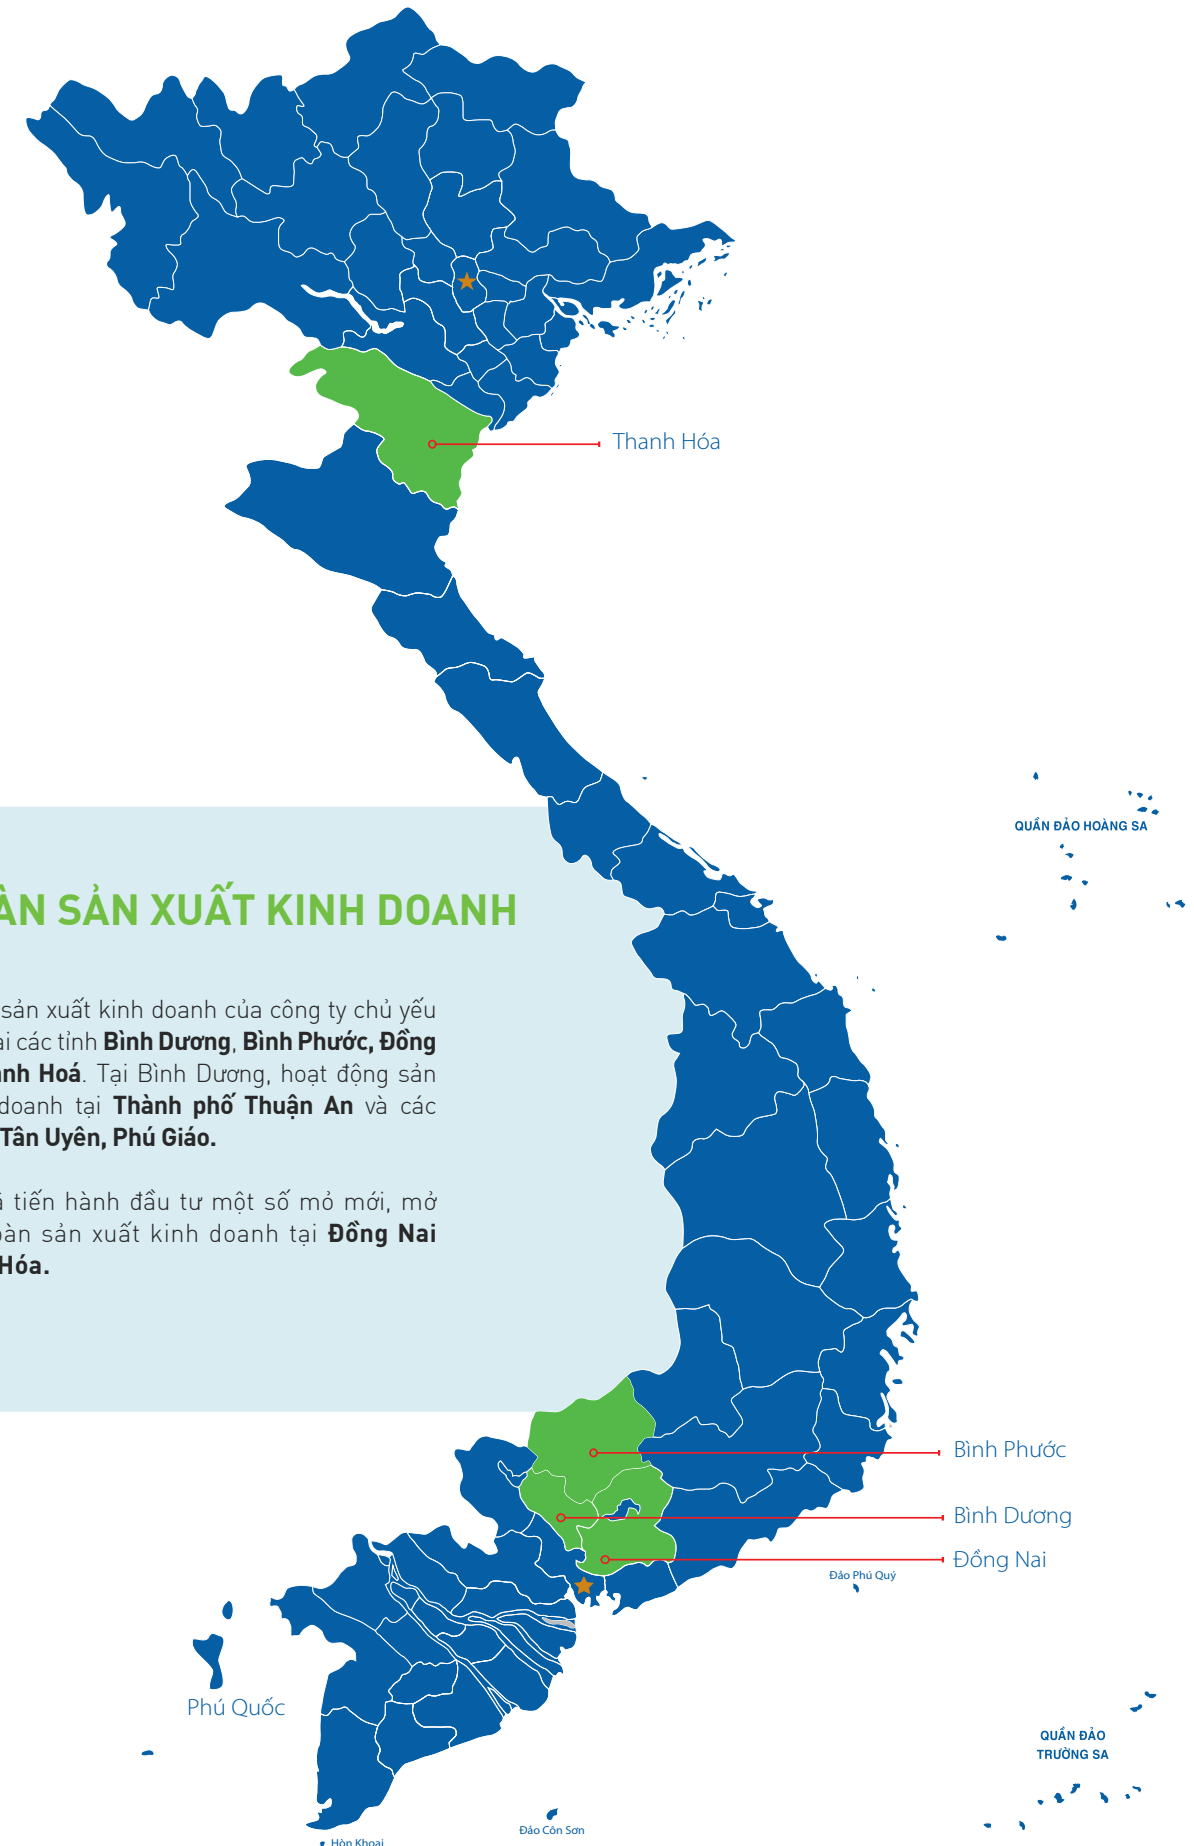 Thanh Hóa
QUẦN ĐẢO HOÀNG SA
ÀN SẢN XUẤT KINH DOANH
sản xuất kinh doanh của công ty chủ yếu
ại các tỉnh Bình Dương, Bình Phước, Đồng
anh Hoá. Tại Bình Dương, hoạt động sản
doanh tại Thành phố Thuận An và các
Tân Uyên, Phú Giáo.
ã tiến hành đầu tư một số mỏ mới, mở
bàn sản xuất kinh doanh tại Đồng Nai
Hóa.
Bình Phước
Bình Dương
Đồng Nai
Đảo Phú Quý
Phú Quốc
QUẦN ĐẢO
TRƯỜNG SA
Đảo Côn Sơn
Hòn Khoai